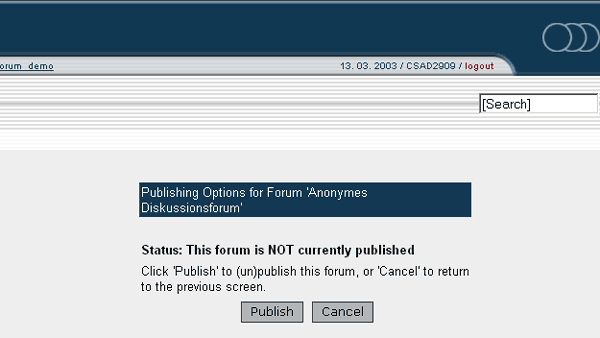 orum_demo
13. 03. 2003 / CSAD2909 / logout
[Search]
Publishing Options for Forum 'Anonymes
Diskussionsforum'
Status: This forum is NOT currently published
Click 'Publish' to (un)publish this forum, or 'Cancel' to return
to the previous screen.
Publish Cancel